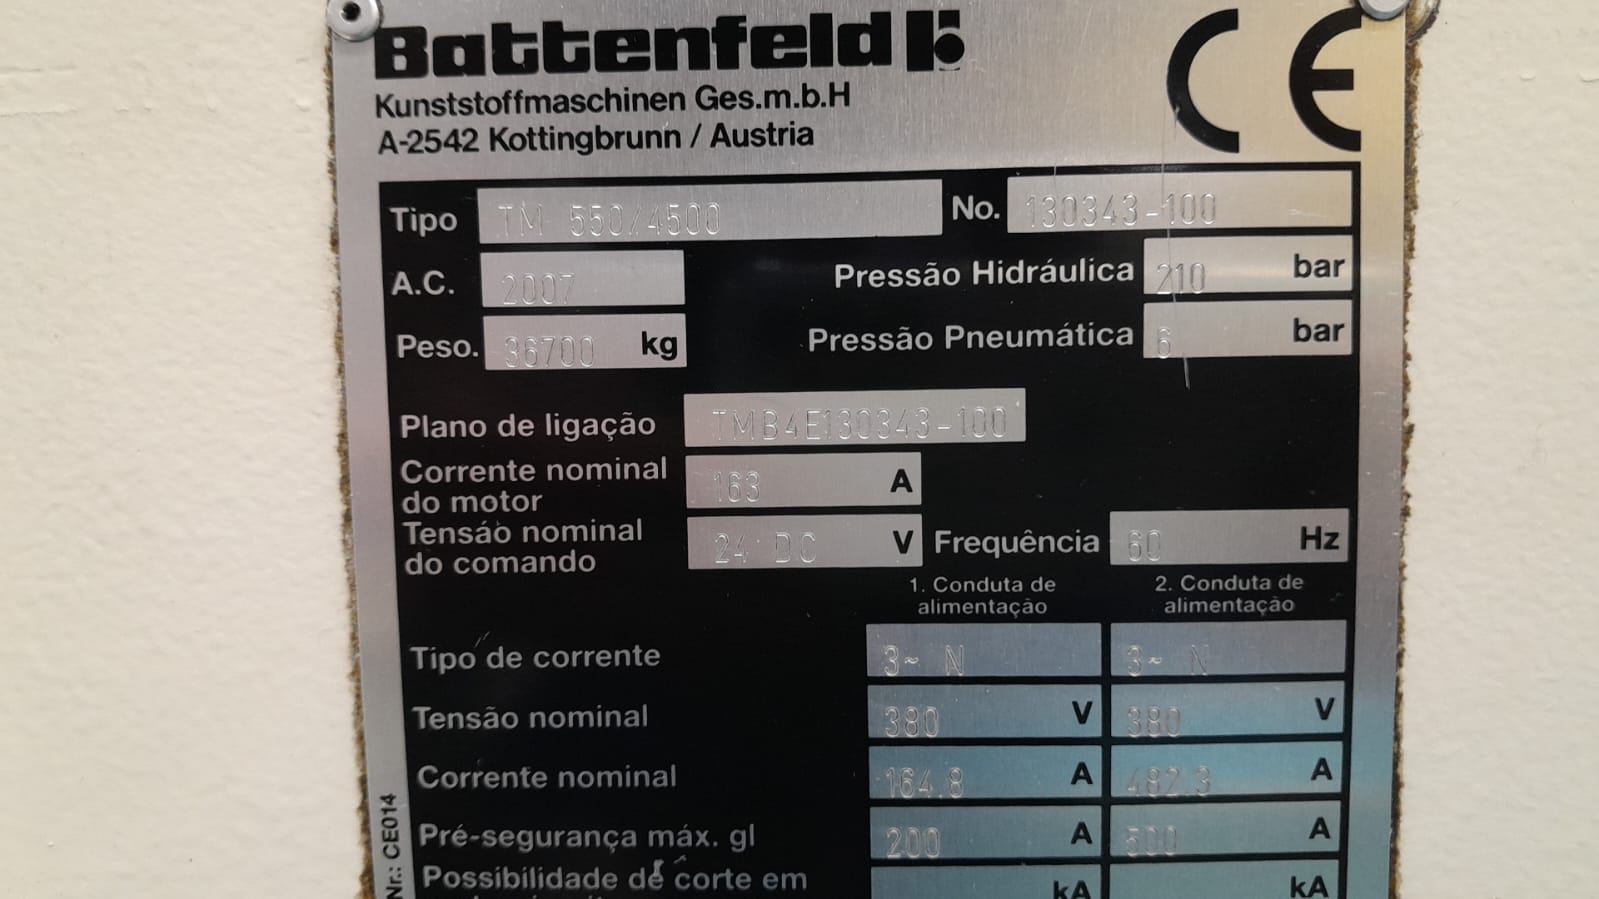 Battenfeld
Kunststoffmaschinen Ges.m.b.H
A-2542 Kottingbrunn / Austria
CE
Tipo TM 550/4500 No. 130343-100
A.C. 2007 Pressão Hidráulica 210 bar
Peso. 36700 kg Pressão Pneumática 6 bar
Plano de ligação TMB4E130343-100
Corrente nominal
do motor 163 A
Tensáo nominal
do comando 24 DC V Frequência 60 Hz
1. Conduta de
alimentação
2. Conduta de
alimentação
Tipo de corrente 3~ N 3~ N
Tensão nominal 380 V 380 V
Corrente nominal 164.8 A 482.3 A
Pré-segurança máx. gl 200 A 500 A
Possibilidade de corte em kA kA
Nr.: CE014